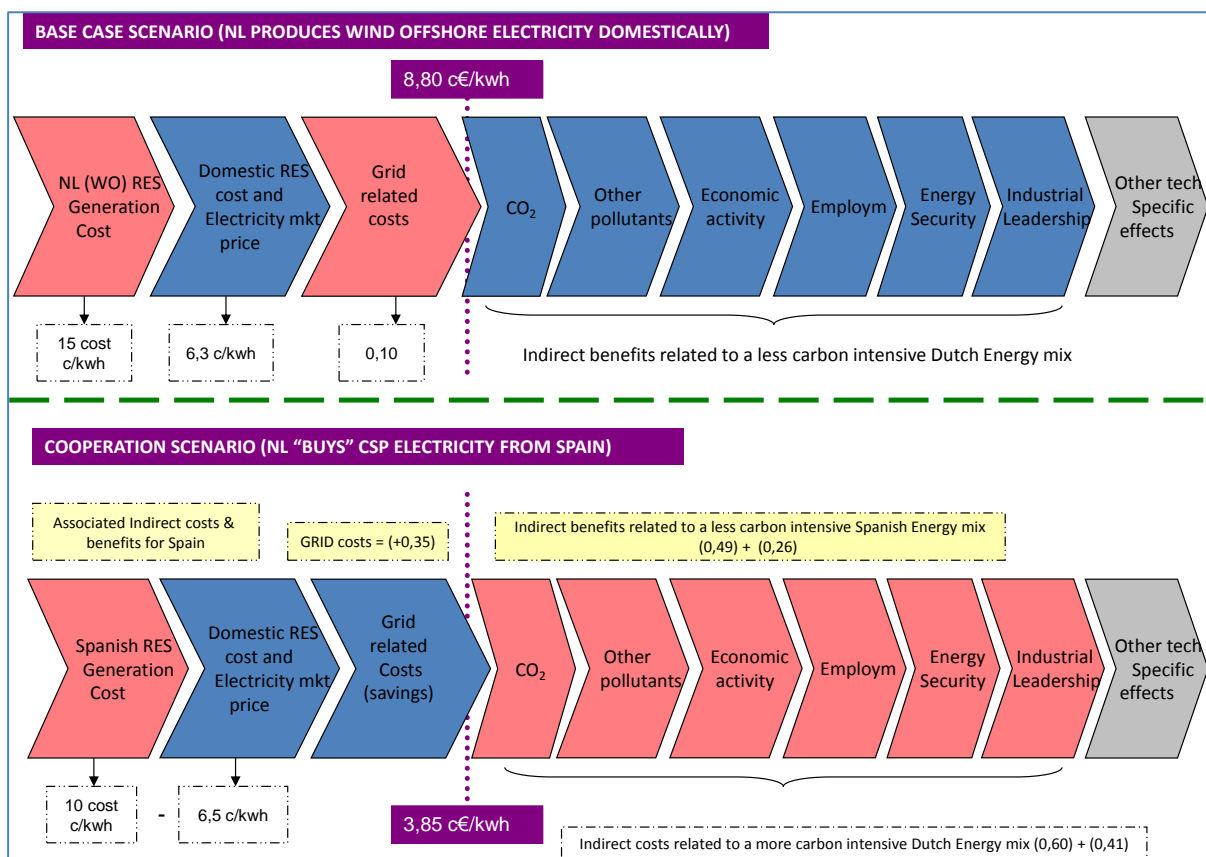 BASE CASE SCENARIO (NL PRODUCES WIND OFFSHORE ELECTRICITY DOMESTICALLY)
8,80 c€/kwh
NL (WO) RES
Generation
Cost
Domestic RES
cost and
Electricity mkt
price
Grid
related
costs
CO₂
Other
pollutants
Economic
activity
Employm
Energy
Security
Industrial
Leadership
Other tech
Specific
effects
15 cost
c/kwh
6,3 c/kwh
0,10
Indirect benefits related to a less carbon intensive Dutch Energy mix
COOPERATION SCENARIO (NL “BUYS” CSP ELECTRICITY FROM SPAIN)
Associated Indirect costs &
benefits for Spain
GRID costs = (+0,35)
Indirect benefits related to a less carbon intensive Spanish Energy mix
(0,49) + (0,26)
Spanish RES
Generation
Cost
Domestic RES
cost and
Electricity mkt
price
Grid
related
Costs
(savings)
CO₂
Other
pollutants
Economic
activity
Employm
Energy
Security
Industrial
Leadership
Other tech
Specific
effects
10 cost
c/kwh
-
6,5 c/kwh
3,85 c€/kwh
Indirect costs related to a more carbon intensive Dutch Energy mix (0,60) + (0,41)